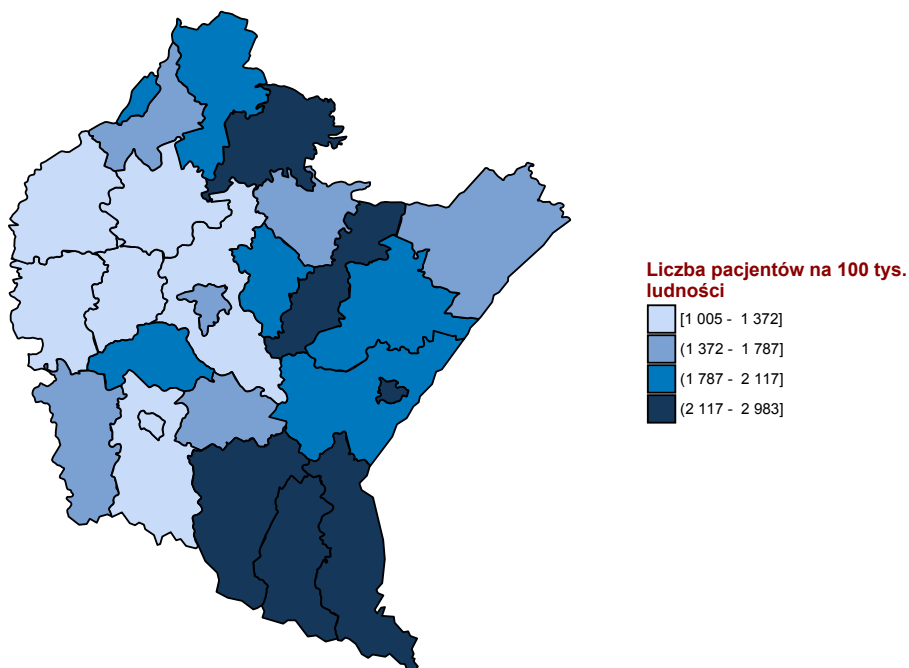 Liczba pacjentów na 100 tys.
ludności
[1 005 - 1 372]
(1 372 - 1 787]
(1 787 - 2 117]
(2 117 - 2 983]